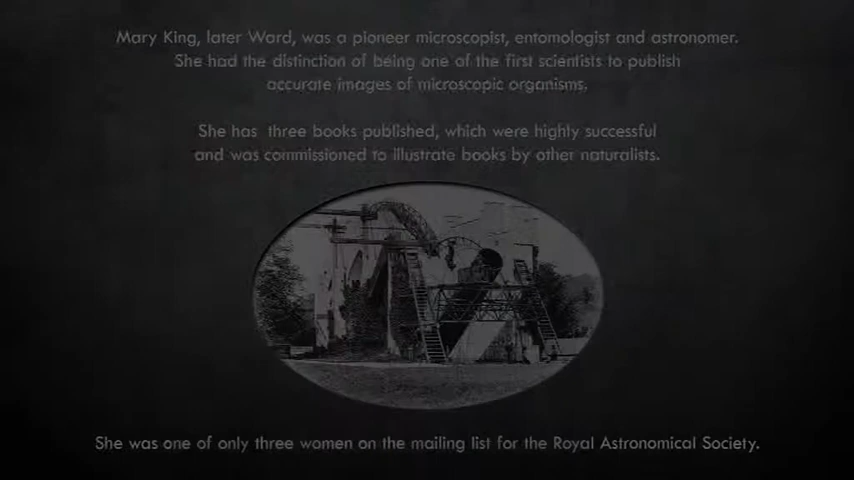 Mary King, later Ward, was a pioneer microscopist, entomologist and astronomer.
She had the distinction of being one of the first scientists to publish
accurate images of microscopic organisms.
She has three books published, which were highly successful
and was commissioned to illustrate books by other naturalists.
She was one of only three women on the mailing list for the Royal Astronomical Society.